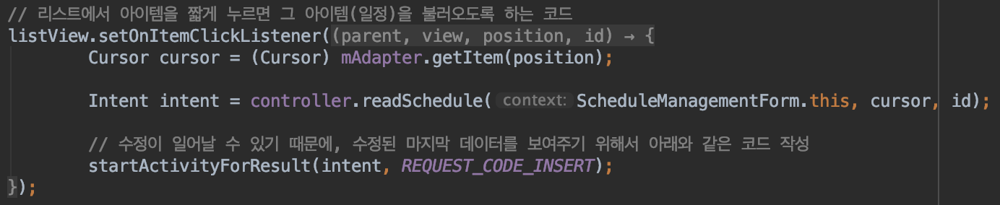 // 리스트에서 아이템을 짧게 누르면 그 아이템(일정)을 불러오도록 하는 코드
listView.setOnItemClickListener((parent, view, position, id) → {
Cursor cursor = (Cursor) mAdapter.getItem(position);
Intent intent = controller.readSchedule( context: ScheduleManagementForm.this, cursor, id);
// 수정이 일어날 수 있기 때문에, 수정된 마지막 데이터를 보여주기 위해서 아래와 같은 코드 작성
startActivityForResult(intent, REQUEST_CODE_INSERT);
});